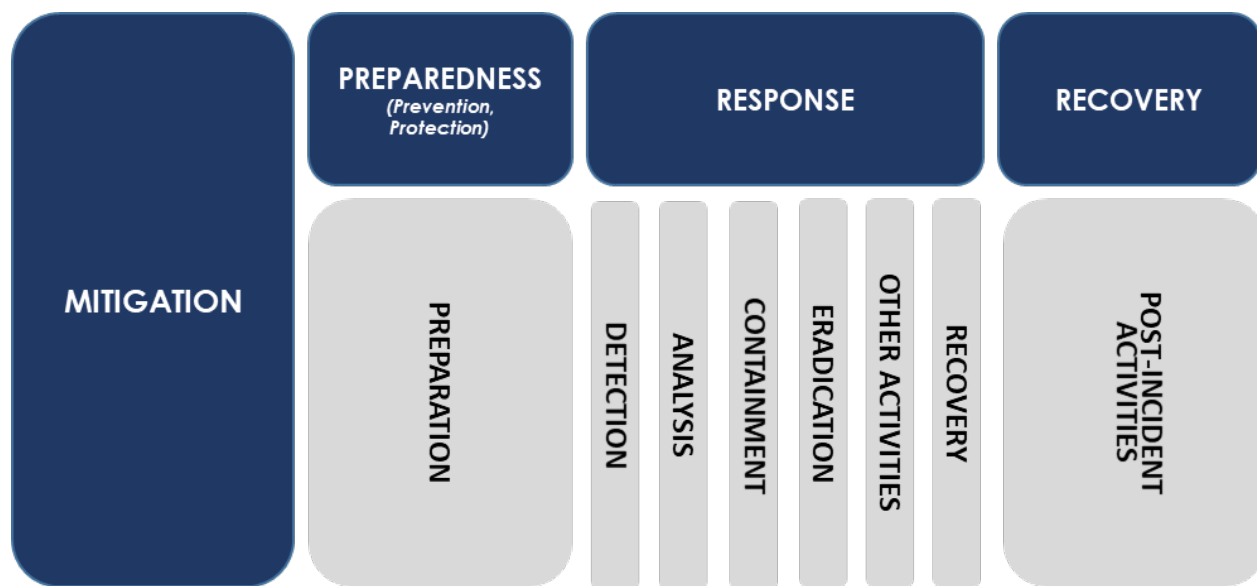 MITIGATION
PREPAREDNESS
(Prevention,
Protection)
RESPONSE
RECOVERY
PREPARATION
DETECTION
ANALYSIS
CONTAINMENT
ERADICATION
OTHER ACTIVITIES
RECOVERY
POST-INCIDENT
ACTIVITIES